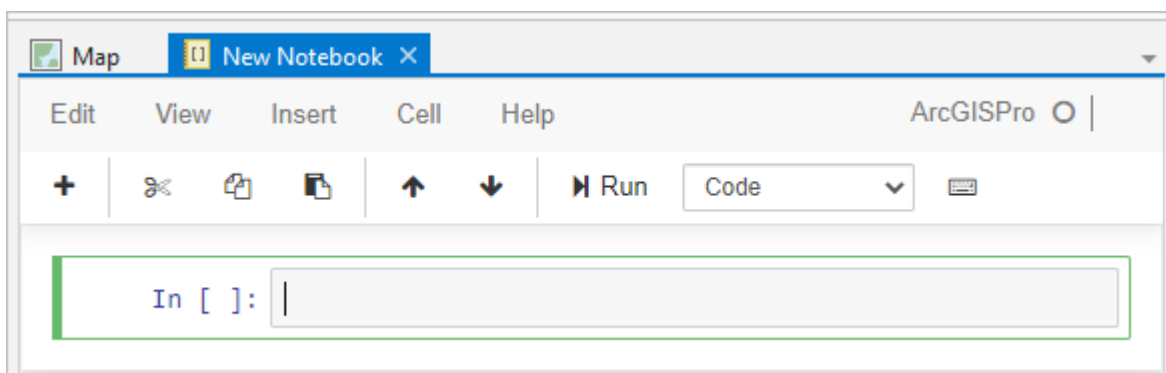 Map New Notebook
Edit View Insert Cell Help ArcGISPro
Run Code
In [ ]: